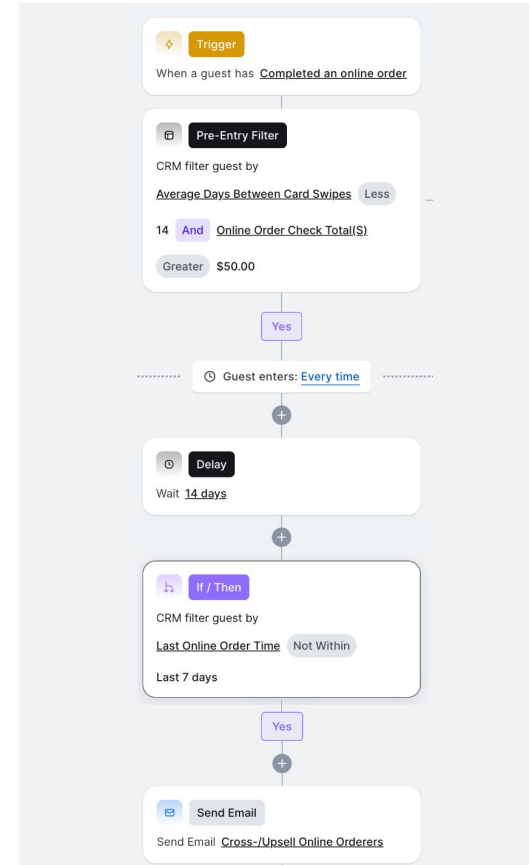 Trigger
When a guest has Completed an online order
Pre-Entry Filter
CRM filter guest by
Average Days Between Card Swipes Less
14 And Online Order Check Total(S)
Greater $50.00
Yes
Guest enters: Every time
Delay
Wait 14 days
If / Then
CRM filter guest by
Last Online Order Time Not Within
Last 7 days
Yes
Send Email
Send Email Cross-/Upsell Online Orderers